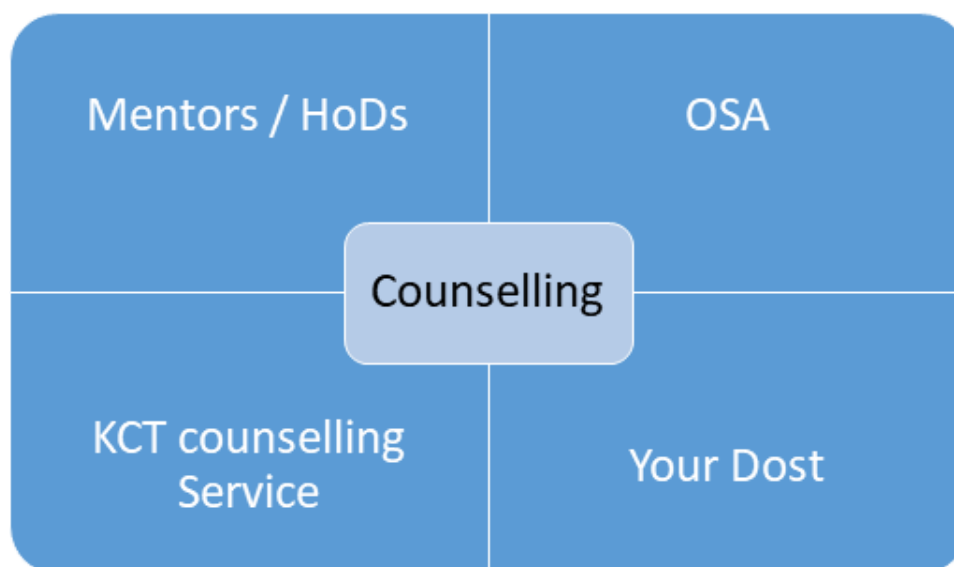 Mentors / HoDs
OSA
Counselling
KCT counselling
Service
Your Dost